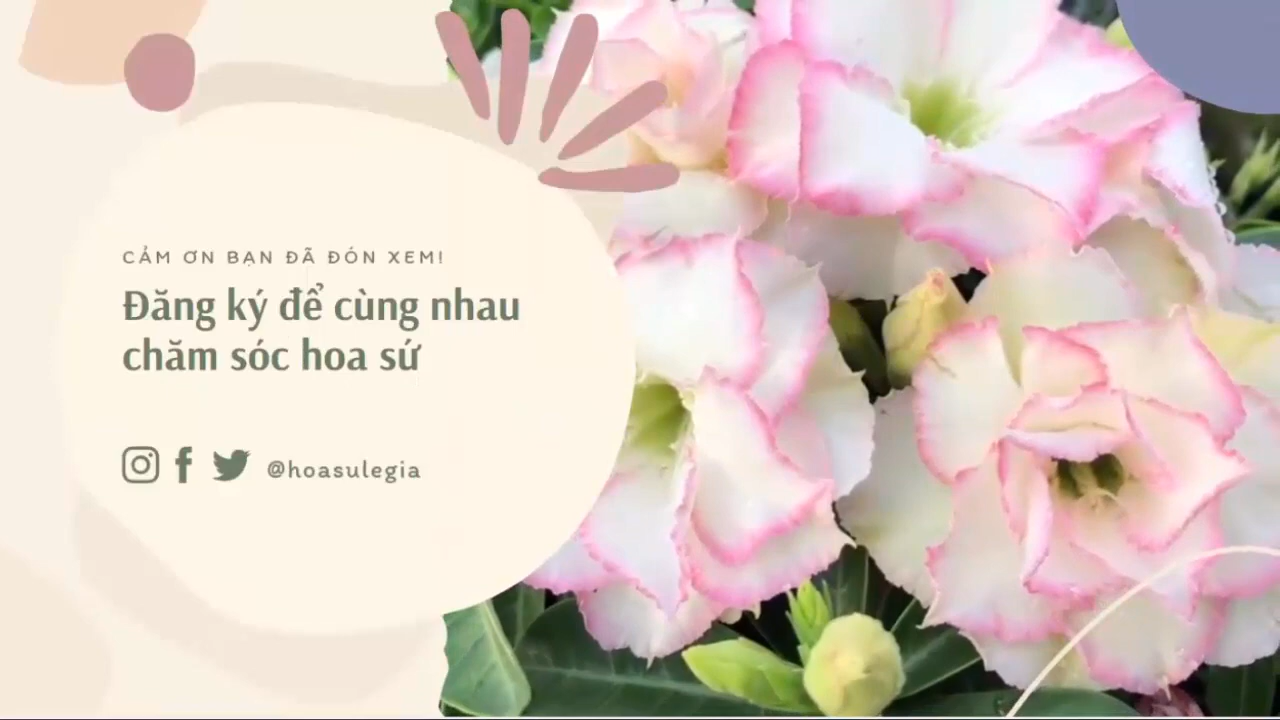 CẢM ƠN BẠN ĐÃ ĐÓN XEM!
Đăng ký để cùng nhau
chăm sóc hoa sứ
@hoasulegia